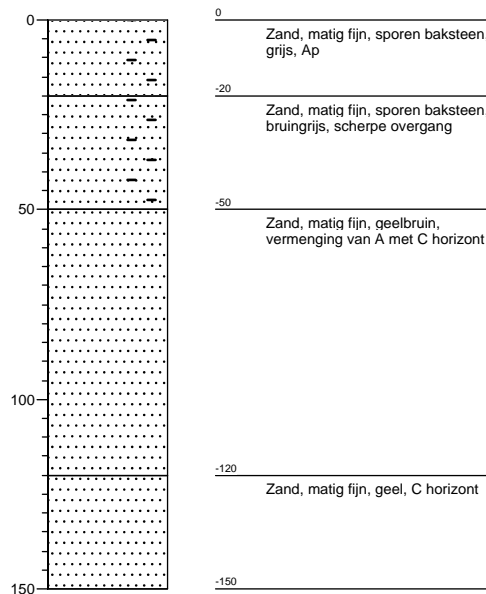 0
50
100
150
0
Zand, matig fijn, sporen baksteen,
grijs, Ap
-20
Zand, matig fijn, sporen baksteen,
bruingrijs, scherpe overgang
-50
Zand, matig fijn, geelbruin,
vermenging van A met C horizont
-120
Zand, matig fijn, geel, C horizont
-150